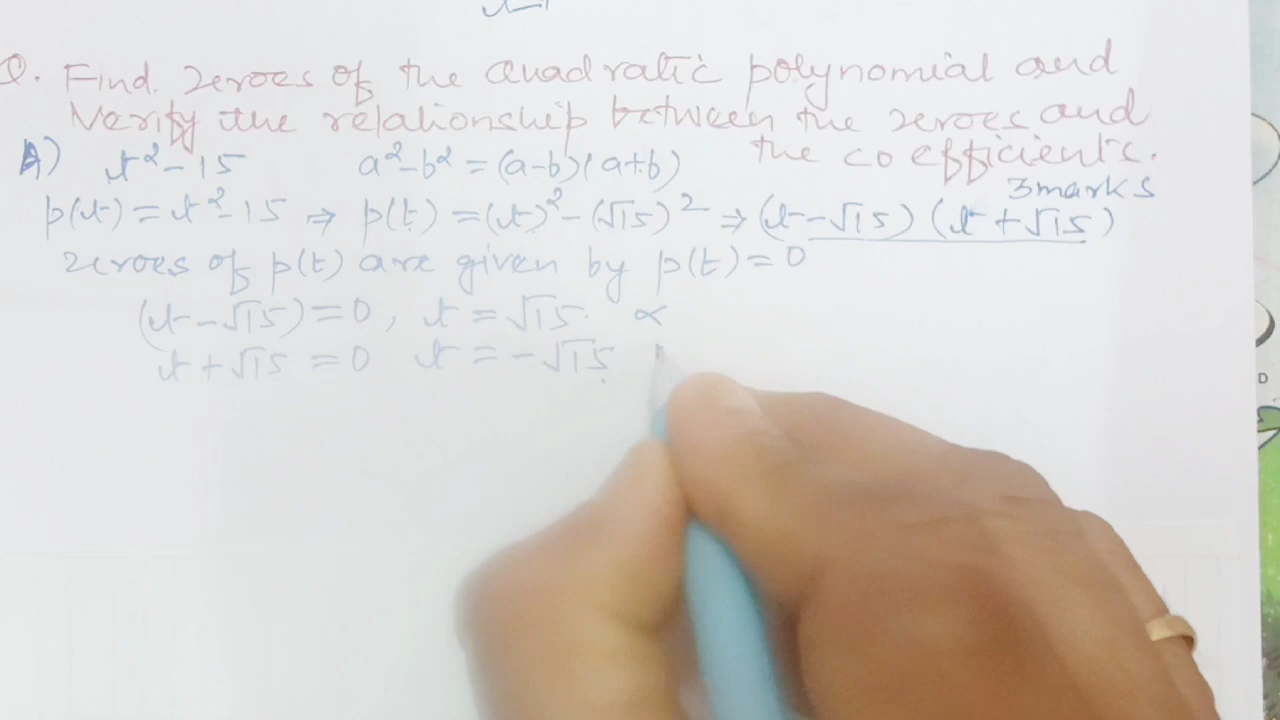 Q. Find zeroes of the quadratic polynomial and
Verify the relationship between the zeroes and
the coefficients.
3 marks
A) t² - 15 a² - b² = (a-b)(a+b)
p(t) = t² - 15 ⇒ p(t) = (t)² - (√15)² ⇒ (t - √15) (t + √15)
zeroes of p(t) are given by p(t) = 0
(t - √15) = 0, t = √15 α
t + √15 = 0 t = -√15
D